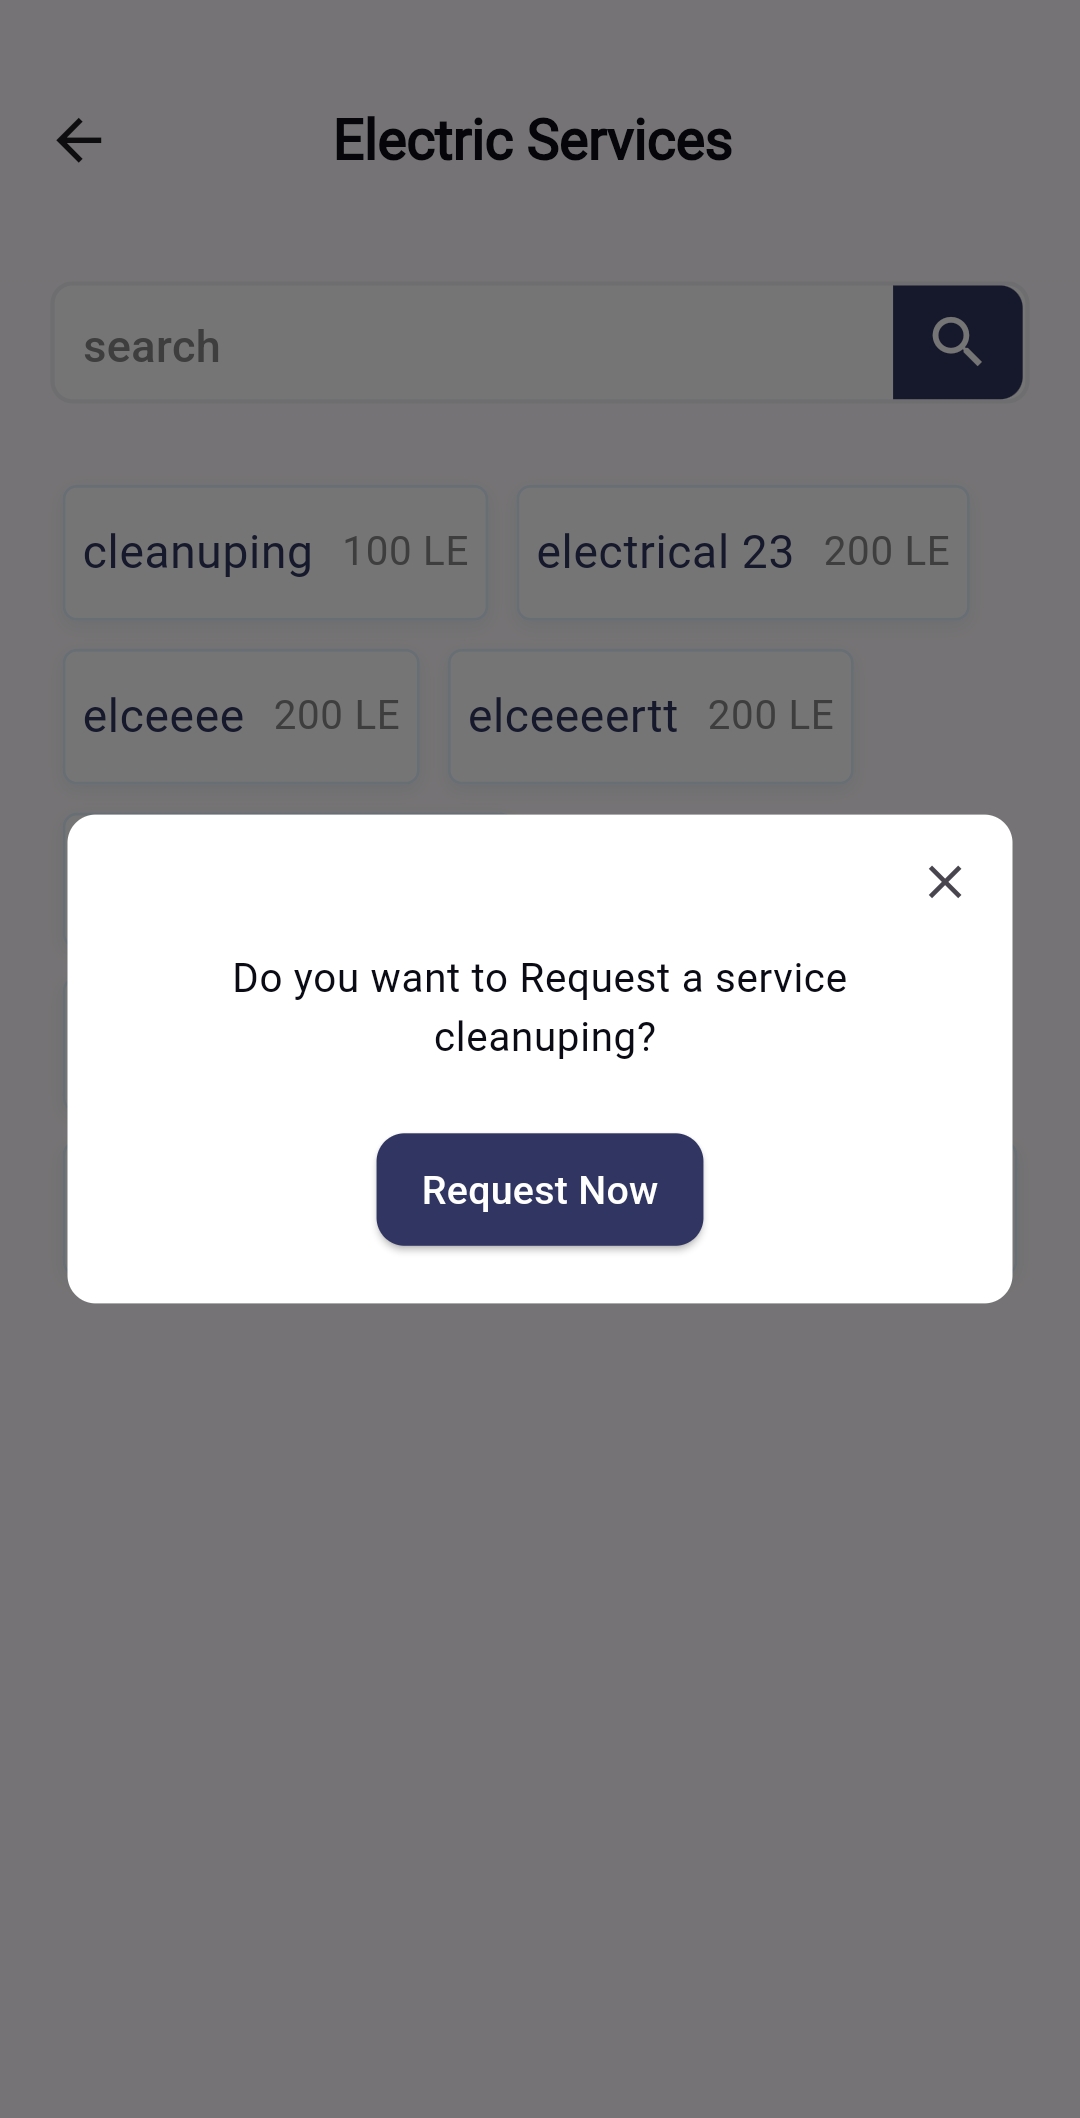 Electric Services
search
cleanuping 100 LE electrical 23 200 LE
elceeee 200 LE elceeeertt 200 LE
Do you want to Request a service
cleanuping?
Request Now